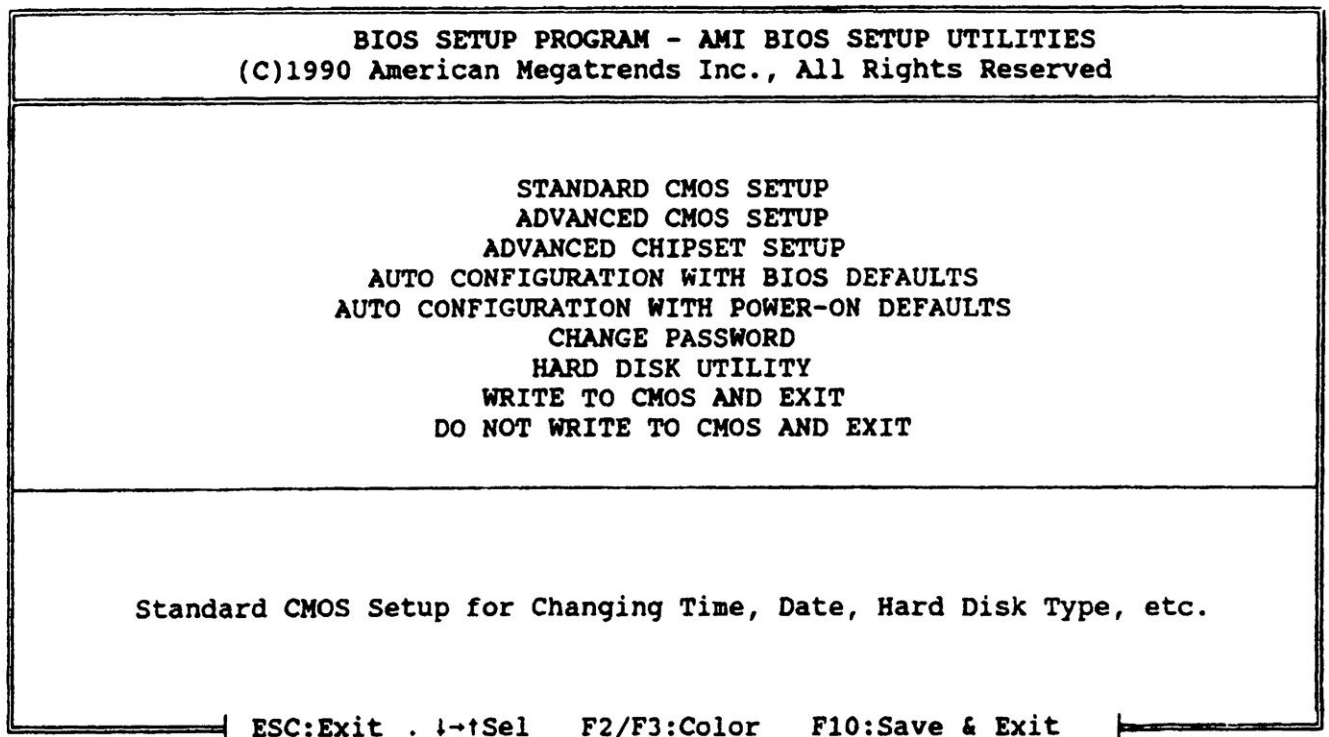 BIOS SETUP PROGRAM - AMI BIOS SETUP UTILITIES
(C)1990 American Megatrends Inc., All Rights Reserved
STANDARD CMOS SETUP
ADVANCED CMOS SETUP
ADVANCED CHIPSET SETUP
AUTO CONFIGURATION WITH BIOS DEFAULTS
AUTO CONFIGURATION WITH POWER-ON DEFAULTS
CHANGE PASSWORD
HARD DISK UTILITY
WRITE TO CMOS AND EXIT
DO NOT WRITE TO CMOS AND EXIT
Standard CMOS Setup for Changing Time, Date, Hard Disk Type, etc.
ESC:Exit . ↓→↑Sel F2/F3:Color F10:Save & Exit